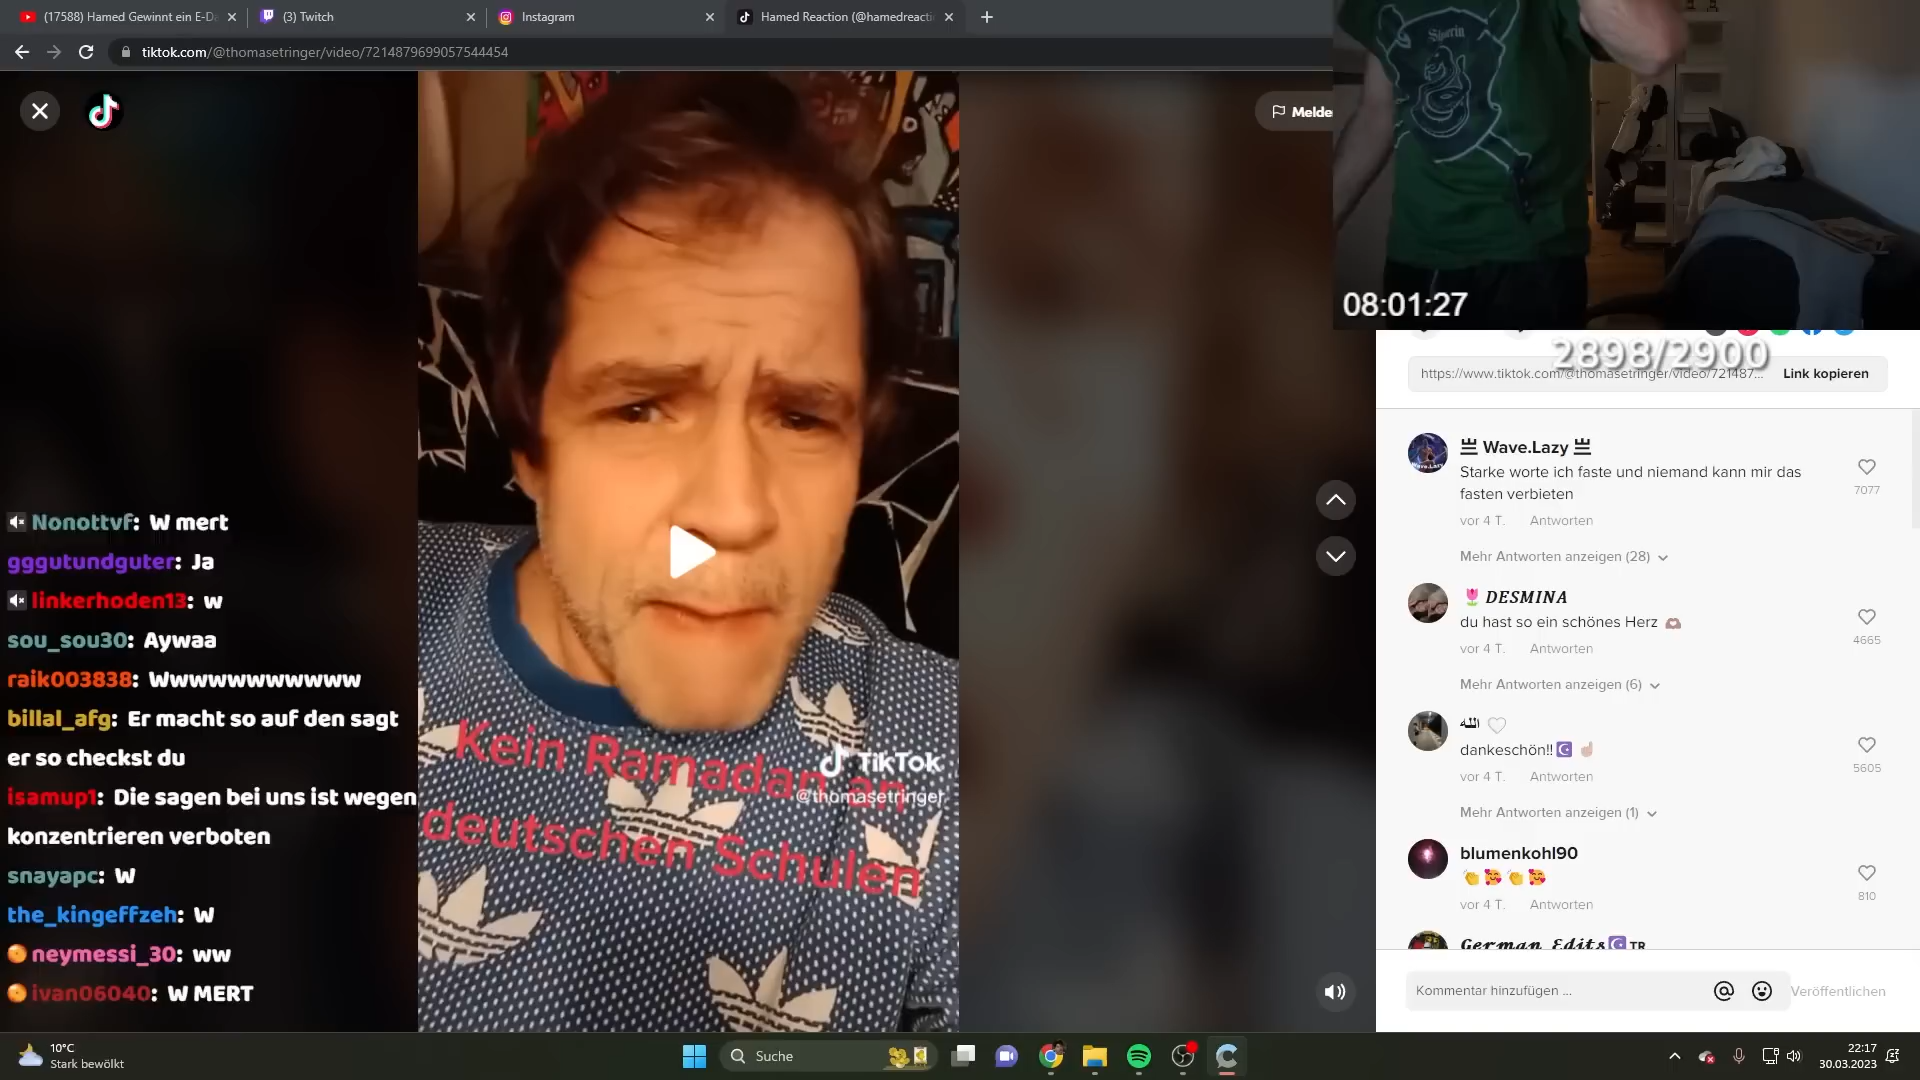 (17588) Hamed Gewinnt ein E-Da
(3) Twitch
Instagram
Hamed Reaction (@hamedreacti
tiktok.com/@thomasetringer/video/7214879699057544454
Melde
08:01:27
2898/2900
https://www.tiktok.com/@thomasetringer/video/721487...
Link kopieren
Wave.Lazy
Starke worte ich faste und niemand kann mir das
fasten verbieten
7077
vor 4 T. Antworten
Mehr Antworten anzeigen (28)
🌷 DESMINA
du hast so ein schönes Herz 🫶🏽
4665
vor 4 T. Antworten
Mehr Antworten anzeigen (6)
الله 🤍
dankeschön!!☪️ ☝🏼
5605
vor 4 T. Antworten
Mehr Antworten anzeigen (1)
blumenkohl90
👏 🥰 👏 🥰
810
vor 4 T. Antworten
German Edits☪️ TR
Kommentar hinzufügen ...
Veröffentlichen
Nonottvf: W mert
gggutundguter: Ja
linkerhoden13: w
sou_sou30: Aywaa
raik003838: Wwwwwwwwwww
billal_afg: Er macht so auf den sagt
er so checkst du
isamup1: Die sagen bei uns ist wegen
konzentrieren verboten
snayapc: W
the_kingeffzeh: W
neymessi_30: ww
ivan06040: W MERT
Kein Ramadan an
deutschen Schulen
TikTok
@thomasetringer
10°C
Stark bewölkt
Suche
22:17
30.03.2023